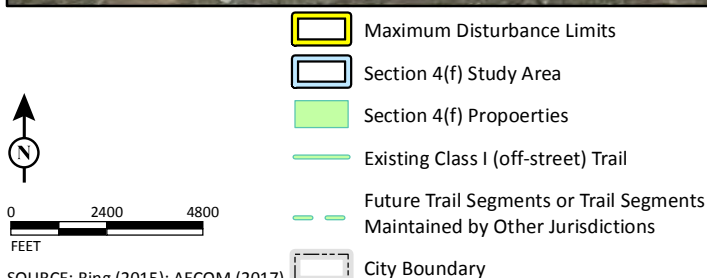 Maximum Disturbance Limits
Section 4(f) Study Area
Section 4(f) Propoerties
Existing Class I (off-street) Trail
Future Trail Segments or Trail Segments
Maintained by Other Jurisdictions
City Boundary
N
0 2400 4800
FEET
SOURCE: Bing (2015); AECOM (2017)